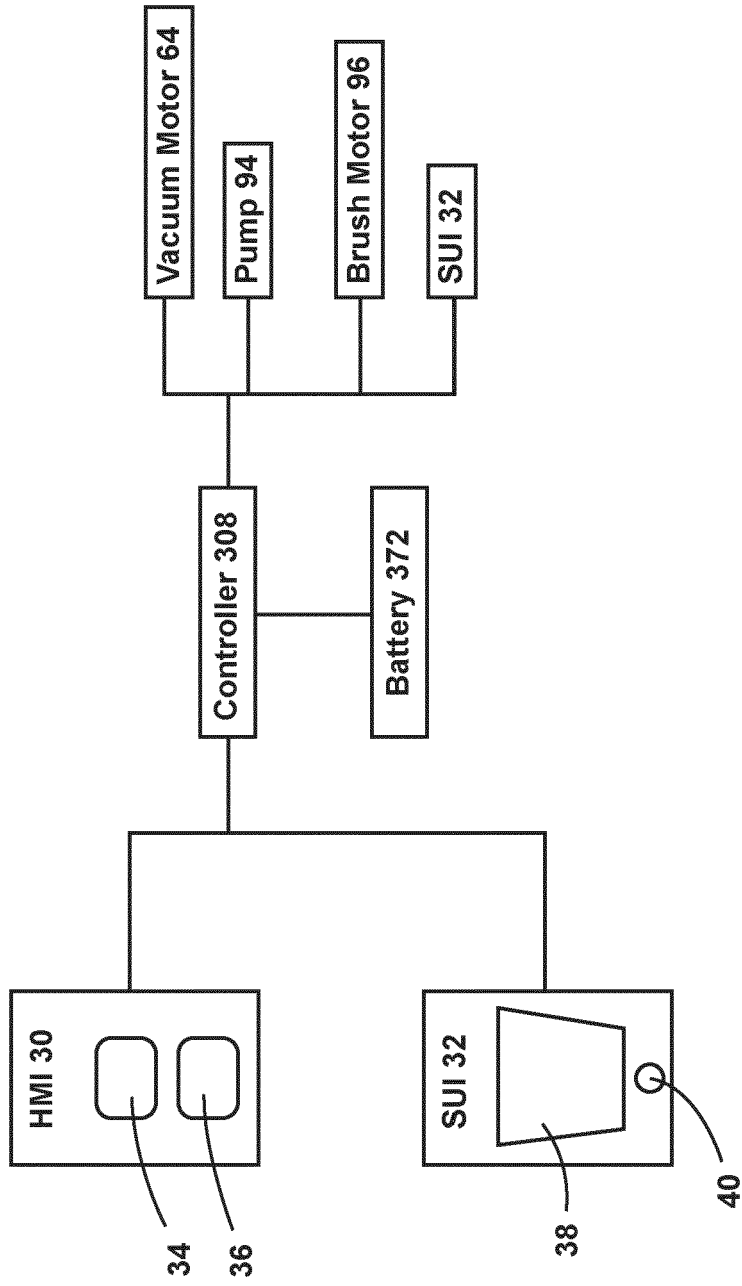 HMI 30
34
36
SUI 32
38
40
Controller 308
Battery 372
Vacuum Motor 64
Pump 94
Brush Motor 96
SUI 32